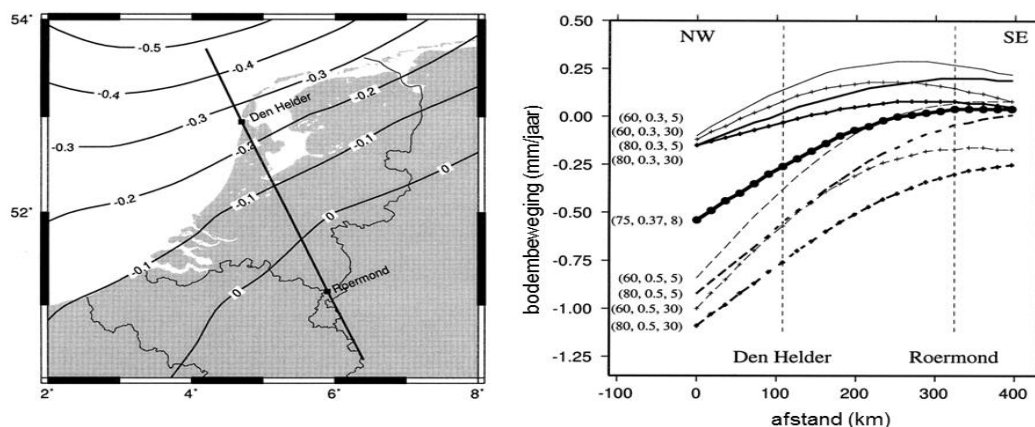 54°
52°
2°
4°
6°
8°
-0.5
-0.4
-0.4
-0.3
-0.3
-0.3
-0.2
-0.2
-0.2
-0.1
-0.1
-0.1
0
0
0
Den Helder
Roermond
NW
SE
0.50
0.25
0.00
-0.25
-0.50
-0.75
-1.00
-1.25
bodembeweging (mm/jaar)
(60, 0.3, 5)
(60, 0.3, 30)
(80, 0.3, 5)
(80, 0.3, 30)
(75, 0.37, 8)
(60, 0.5, 5)
(80, 0.5, 5)
(60, 0.5, 30)
(80, 0.5, 30)
Den Helder
Roermond
-100
0
100
200
300
400
afstand (km)